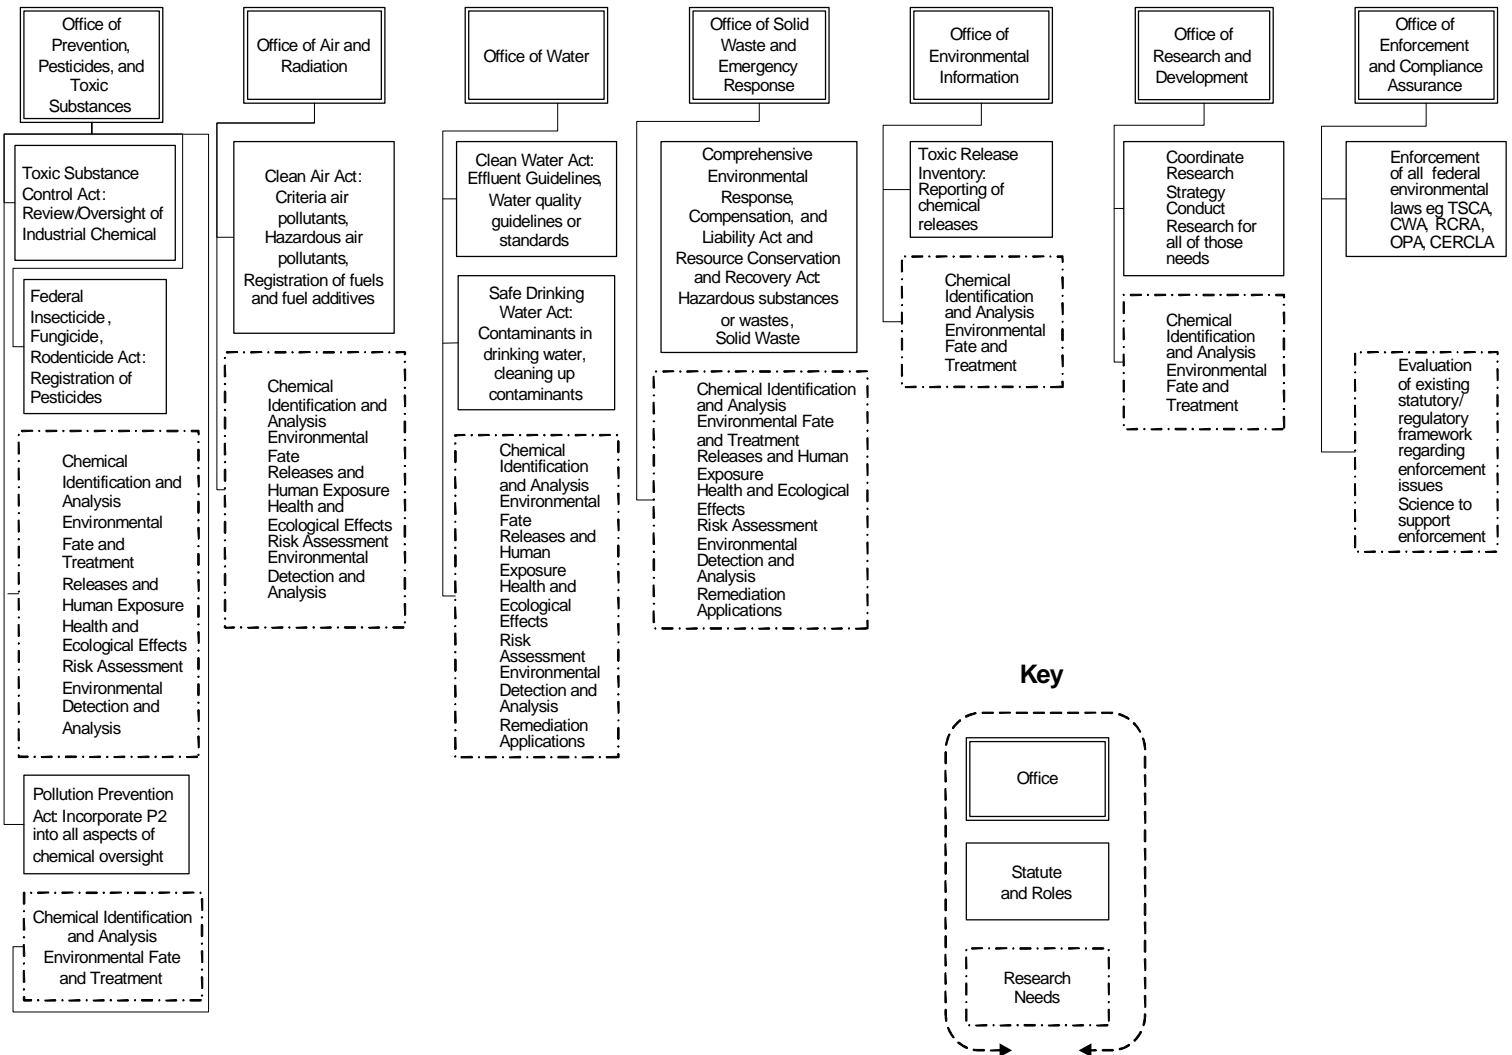 Office of
Prevention,
Pesticides, and
Toxic
Substances
Toxic Substance
Control Act:
Review/Oversight of
Industrial Chemical
Federal
Insecticide,
Fungicide,
Rodenticide Act:
Registration of
Pesticides
Chemical
Identification and
Analysis
Environmental
Fate and
Treatment
Releases and
Human Exposure
Health and
Ecological Effects
Risk Assessment
Environmental
Detection and
Analysis
Pollution Prevention
Act: Incorporate P2
into all aspects of
chemical oversight
Chemical Identification
and Analysis
Environmental Fate
and Treatment
Office of Air and
Radiation
Clean Air Act:
Criteria air
pollutants,
Hazardous air
pollutants,
Registration of fuels
and fuel additives
Chemical
Identification and
Analysis
Environmental
Fate
Releases and
Human Exposure
Health and
Ecological Effects
Risk Assessment
Environmental
Detection and
Analysis
Office of Water
Clean Water Act:
Effluent Guidelines,
Water quality
guidelines or
standards
Safe Drinking
Water Act:
Contaminants in
drinking water,
cleaning up
contaminants
Chemical
Identification
and Analysis
Environmental
Fate
Releases and
Human
Exposure
Health and
Ecological
Effects
Risk
Assessment
Environmental
Detection and
Analysis
Remediation
Applications
Office of Solid
Waste and
Emergency
Response
Comprehensive
Environmental
Response,
Compensation, and
Liability Act and
Resource Conservation
and Recovery Act:
Hazardous substances
or wastes,
Solid Waste
Chemical Identification
and Analysis
Environmental Fate
and Treatment
Releases and Human
Exposure
Health and Ecological
Effects
Risk Assessment
Environmental
Detection and
Analysis
Remediation
Applications
Office of
Environmental
Information
Toxic Release
Inventory:
Reporting of
chemical
releases
Chemical
Identification
and Analysis
Environmental
Fate and
Treatment
Office of
Research and
Development
Coordinate
Research
Strategy
Conduct
Research for
all of those
needs
Chemical
Identification
and Analysis
Environmental
Fate and
Treatment
Office of
Enforcement
and Compliance
Assurance
Enforcement
of all federal
environmental
laws eg TSCA,
CWA, RCRA,
OPA, CERCLA
Evaluation
of existing
statutory/
regulatory
framework
regarding
enforcement
issues
Science to
support
enforcement
Key
Office
Statute
and Roles
Research
Needs